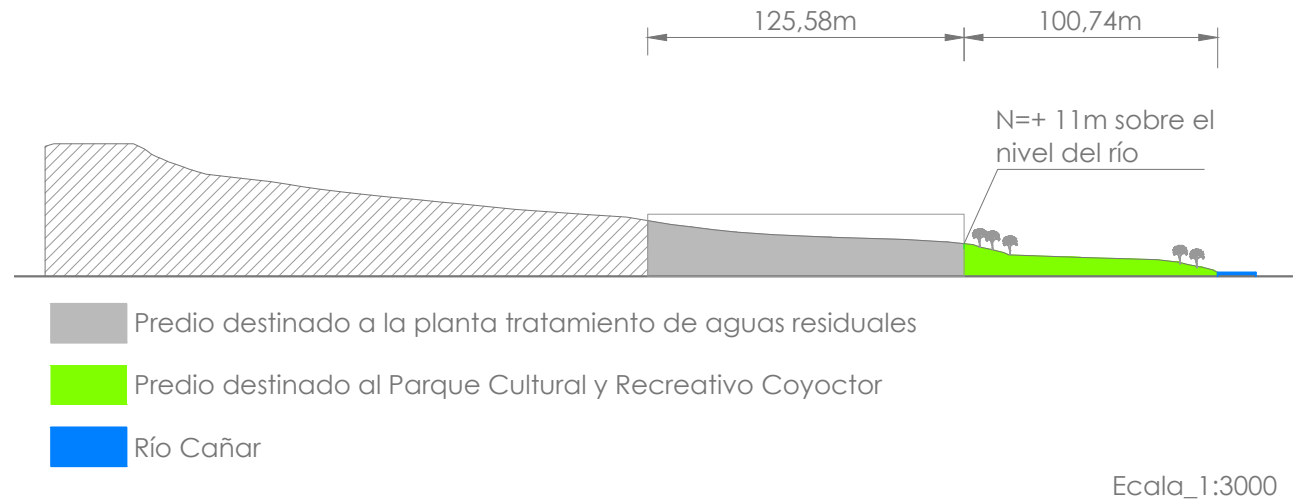 125,58m
100,74m
N=+ 11m sobre el
nivel del río
Predio destinado a la planta tratamiento de aguas residuales
Predio destinado al Parque Cultural y Recreativo Coyoctor
Río Cañar
Ecala_1:3000